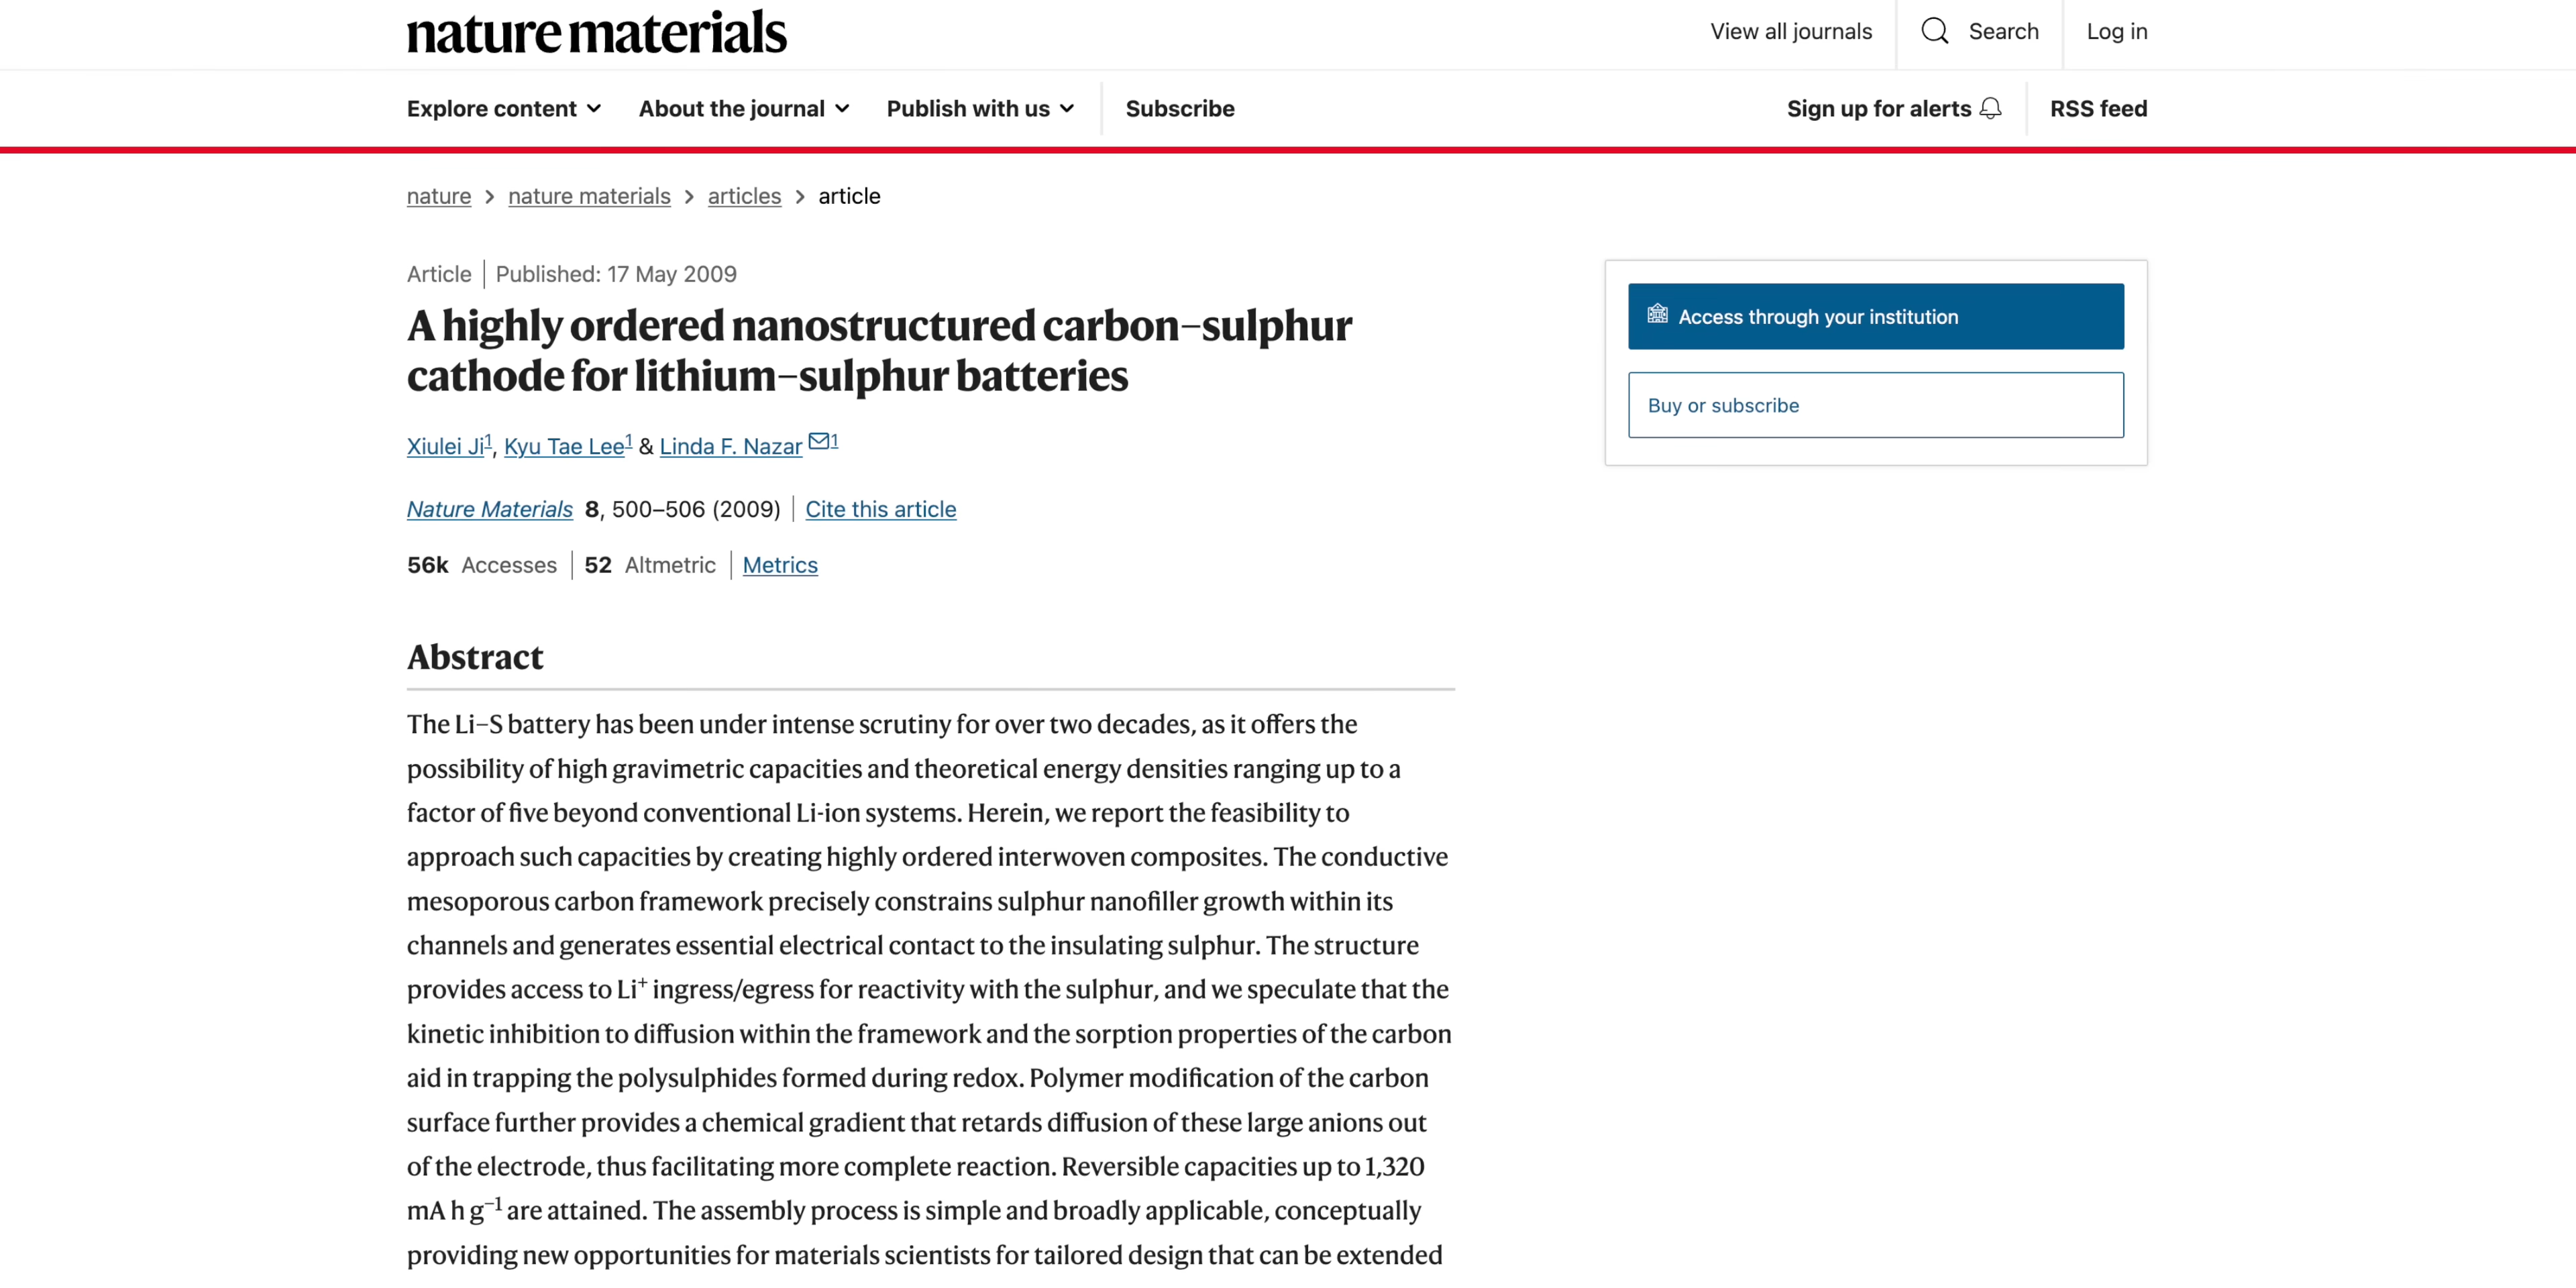 nature materials
View all journals
Search
Log in
Explore content
About the journal
Publish with us
Subscribe
Sign up for alerts
RSS feed
nature > nature materials > articles > article
Article | Published: 17 May 2009
A highly ordered nanostructured carbon–sulphur
cathode for lithium–sulphur batteries
Xiulei Ji1, Kyu Tae Lee1 & Linda F. Nazar 1
Nature Materials 8, 500–506 (2009) | Cite this article
56k Accesses | 52 Altmetric | Metrics
Access through your institution
Buy or subscribe
Abstract
The Li–S battery has been under intense scrutiny for over two decades, as it offers the
possibility of high gravimetric capacities and theoretical energy densities ranging up to a
factor of five beyond conventional Li-ion systems. Herein, we report the feasibility to
approach such capacities by creating highly ordered interwoven composites. The conductive
mesoporous carbon framework precisely constrains sulphur nanofiller growth within its
channels and generates essential electrical contact to the insulating sulphur. The structure
provides access to Li+ ingress/egress for reactivity with the sulphur, and we speculate that the
kinetic inhibition to diffusion within the framework and the sorption properties of the carbon
aid in trapping the polysulphides formed during redox. Polymer modification of the carbon
surface further provides a chemical gradient that retards diffusion of these large anions out
of the electrode, thus facilitating more complete reaction. Reversible capacities up to 1,320
mA h g−1 are attained. The assembly process is simple and broadly applicable, conceptually
providing new opportunities for materials scientists for tailored design that can be extended